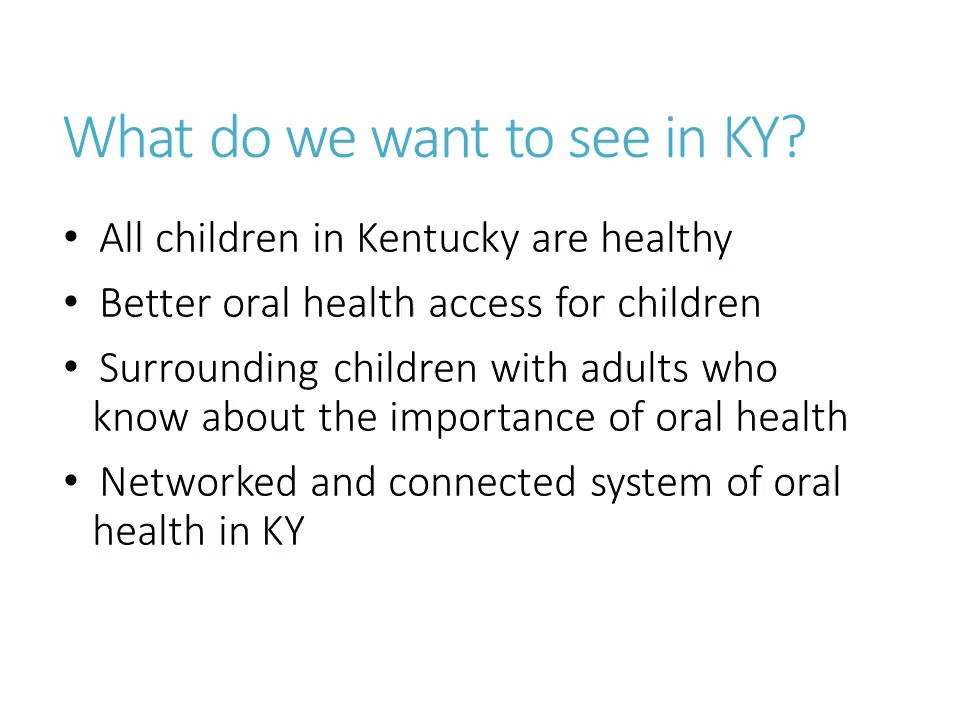 What do we want to see in KY?
• All children in Kentucky are healthy
• Better oral health access for children
• Surrounding children with adults who
know about the importance of oral health
• Networked and connected system of oral
health in KY